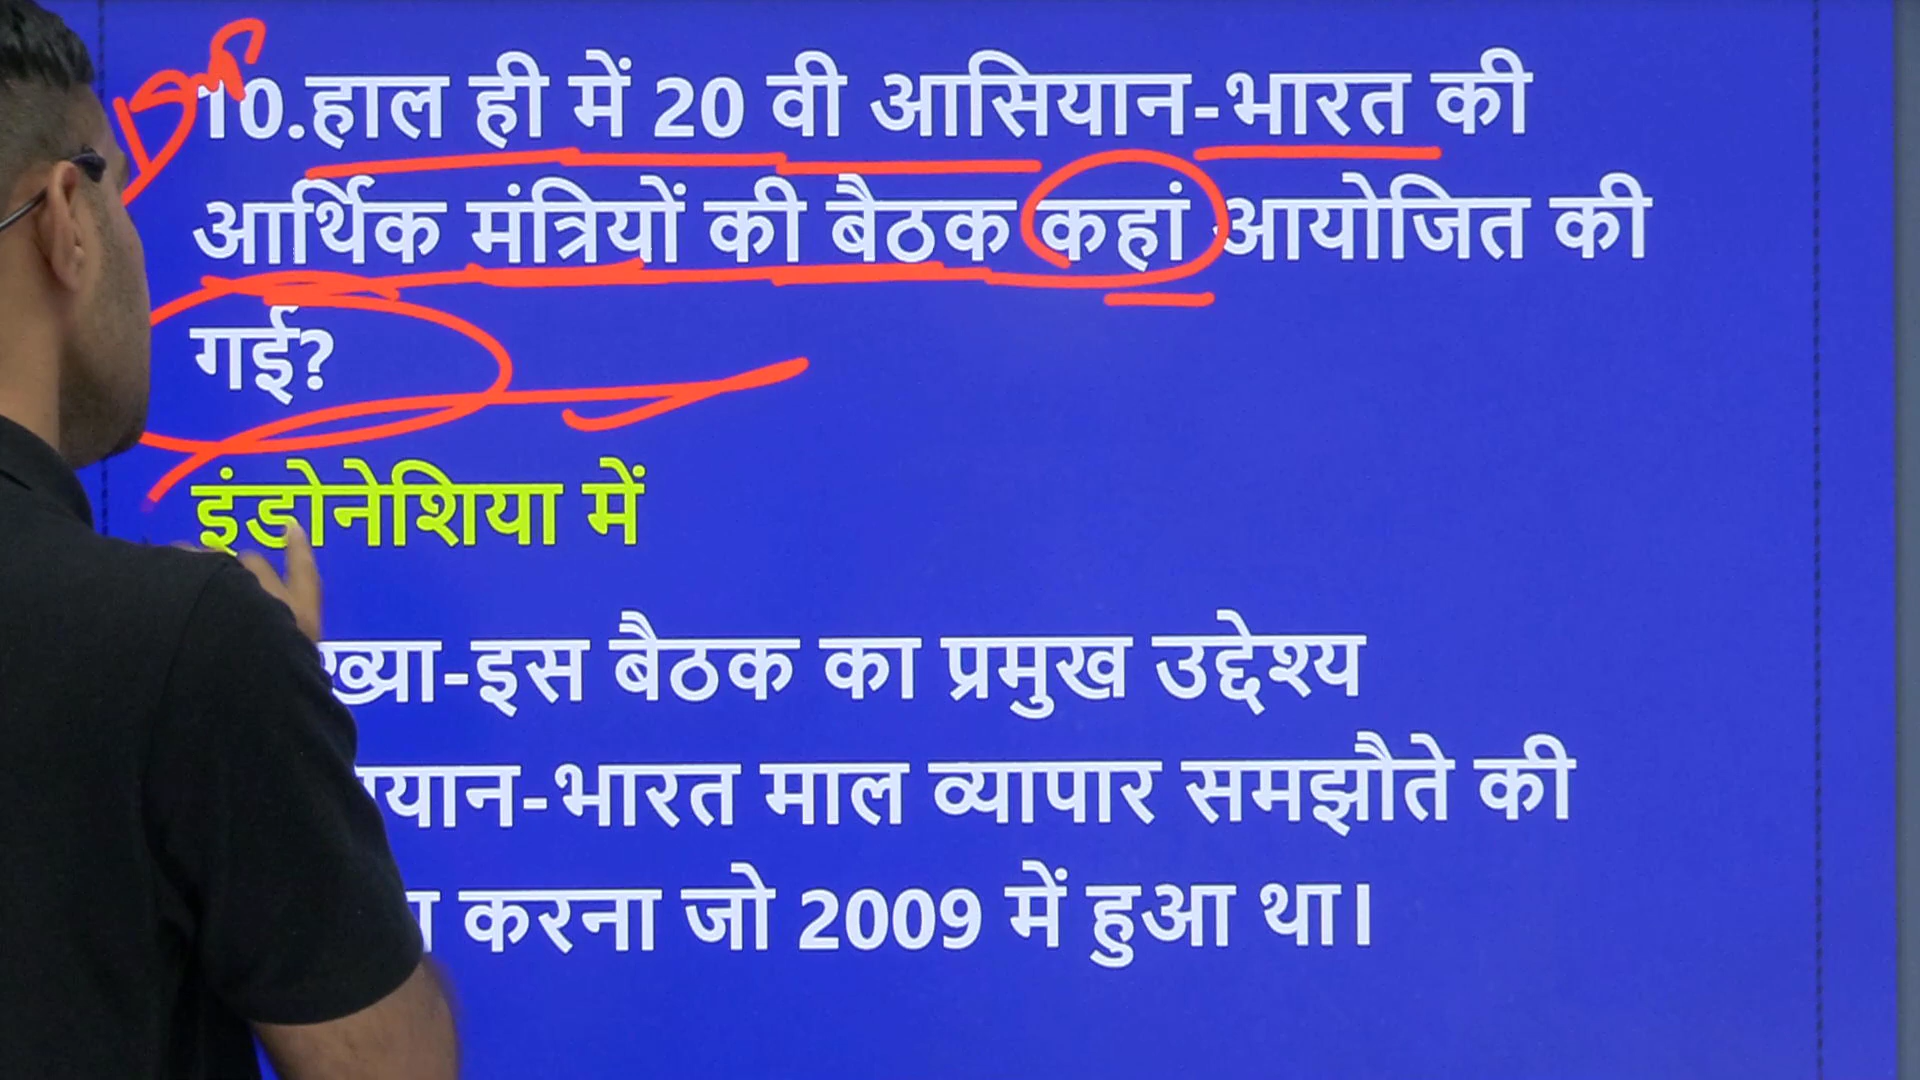 10.हाल ही में 20 वी आसियान-भारत की
आर्थिक मंत्रियों की बैठक कहां आयोजित की
गई?
इंडोनेशिया में
ख्या-इस बैठक का प्रमुख उद्देश्य
यान-भारत माल व्यापार समझौते की
करना जो 2009 में हुआ था।